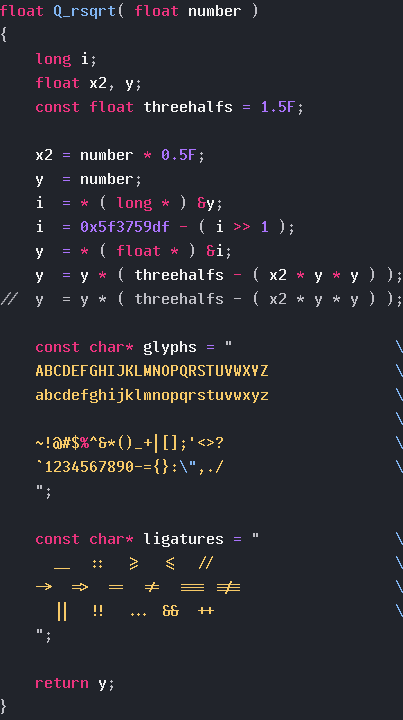 float Q_rsqrt( float number )
{
    long i;
    float x2, y;
    const float threehalfs = 1.5F;

    x2 = number * 0.5F;
    y  = number;
    i  = * ( long * ) &y;
    i  = 0x5f3759df - ( i >> 1 );
    y  = * ( float * ) &i;
    y  = y * ( threehalfs - ( x2 * y * y ) );
//  y  = y * ( threehalfs - ( x2 * y * y ) );

    const char* glyphs = "                  \
    ABCDEFGHIJKLMNOPQRSTUVWXYZ              \
    abcdefghijklmnopqrstuvwxyz              \
                                            \
    ~!@#$%^&*()_+|[];'<>?                   \
    `1234567890-={}:\",./                   \
    ";

    const char* ligatures = "               \
      __  ::  >=  <=  //                    \
    ->  =>  ==  !=  ===  !==                \
      ||  !!  ...  &&  ++                   \
    ";

    return y;
}